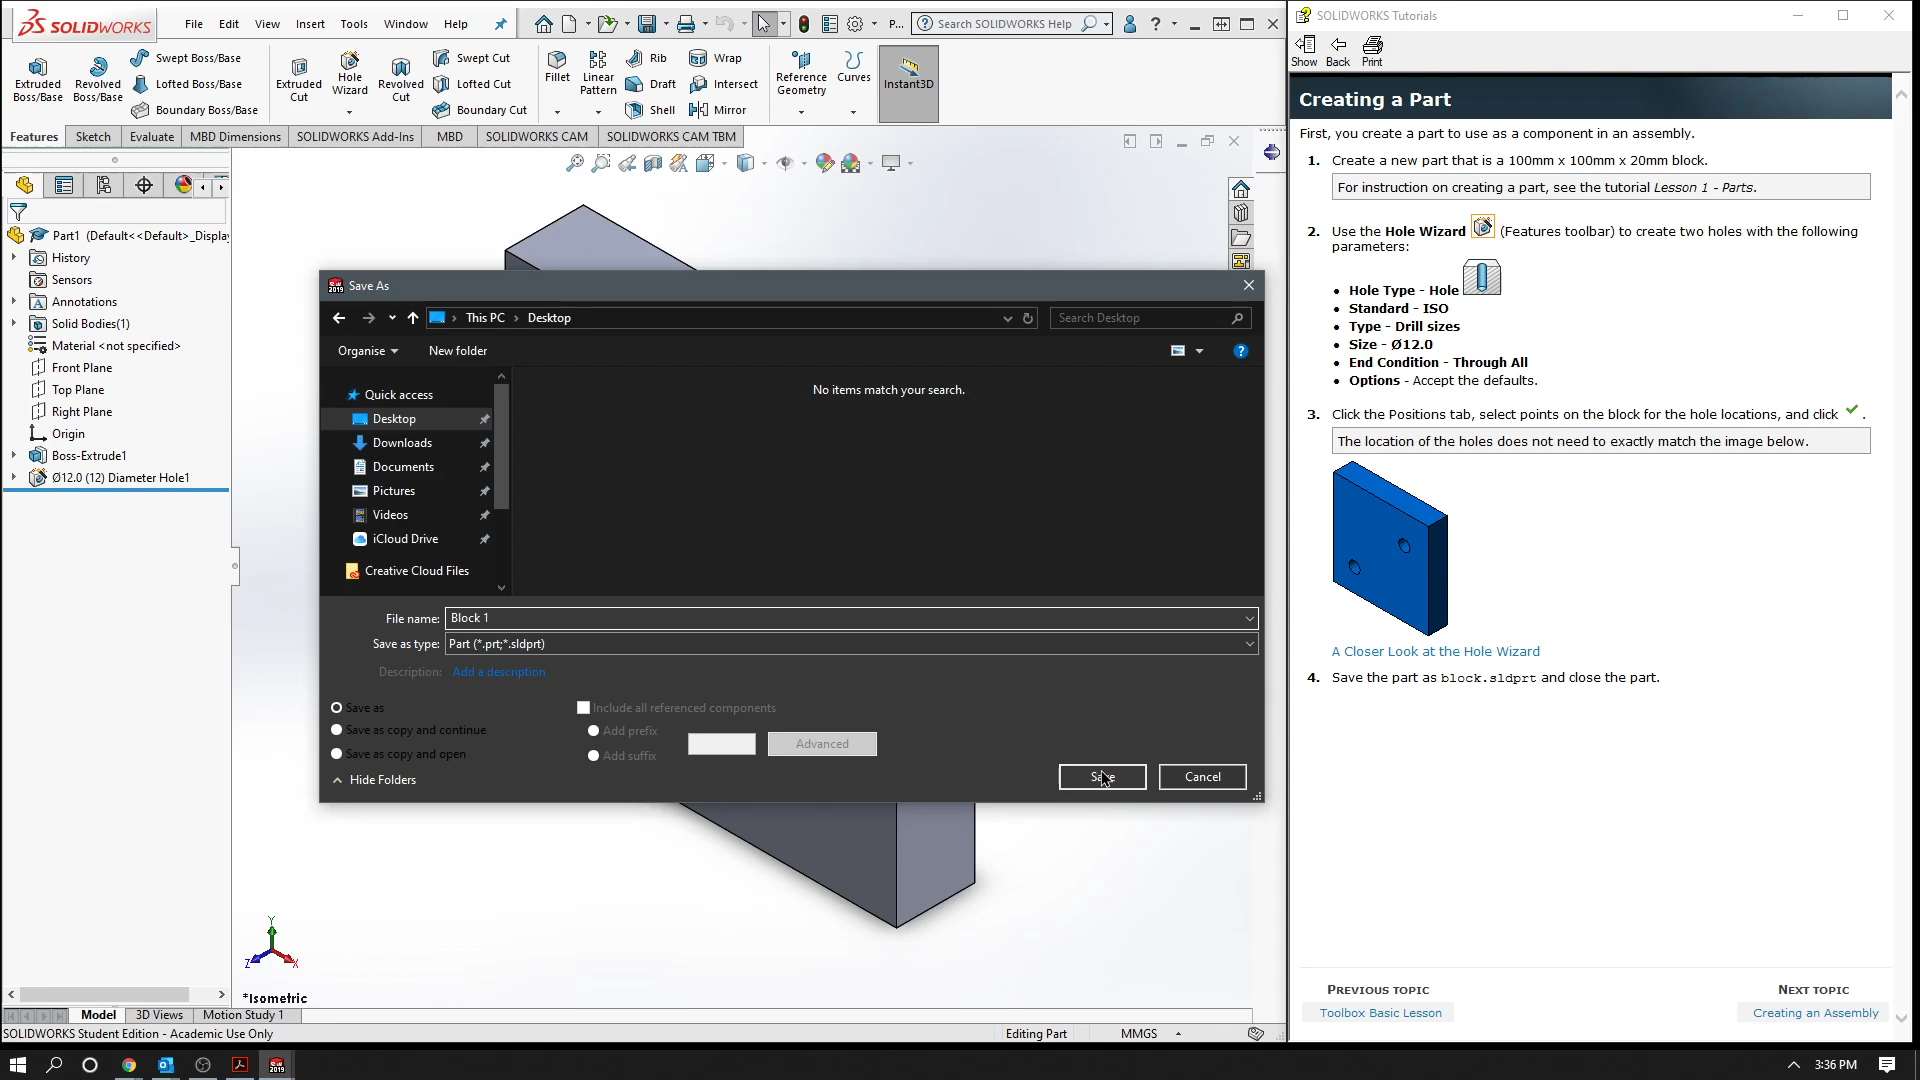 SOLIDWORKS
File Edit View Insert Tools Window Help
P...
Search SOLIDWORKS Help
Extruded Boss/Base
Revolved Boss/Base
Swept Boss/Base
Lofted Boss/Base
Boundary Boss/Base
Extruded Cut
Hole Wizard
Revolved Cut
Swept Cut
Lofted Cut
Boundary Cut
Fillet
Linear Pattern
Rib
Draft
Shell
Wrap
Intersect
Mirror
Reference Geometry
Curves
Instant3D
Features Sketch Evaluate MBD Dimensions SOLIDWORKS Add-Ins MBD SOLIDWORKS CAM SOLIDWORKS CAM TBM
Part1 (Default<<Default>_Display
History
Sensors
Annotations
Solid Bodies(1)
Material <not specified>
Front Plane
Top Plane
Right Plane
Origin
Boss-Extrude1
Ø12.0 (12) Diameter Hole1
2019
Save As
This PC > Desktop
Search Desktop
Organise
New folder
Quick access
Desktop
Downloads
Documents
Pictures
Videos
iCloud Drive
Creative Cloud Files
No items match your search.
File name: Block 1
Save as type: Part (*.prt;*.sldprt)
Description: Add a description
Save as
Save as copy and continue
Save as copy and open
Include all referenced components
Add prefix
Add suffix
Advanced
Hide Folders
Save
Cancel
Y
Z
X
*Isometric
Model 3D Views Motion Study 1
SOLIDWORKS Student Edition - Academic Use Only
Editing Part
MMGS
SOLIDWORKS Tutorials
Show Back Print
Creating a Part
First, you create a part to use as a component in an assembly.
1. Create a new part that is a 100mm x 100mm x 20mm block.
For instruction on creating a part, see the tutorial Lesson 1 - Parts.
2. Use the Hole Wizard (Features toolbar) to create two holes with the following
parameters:
• Hole Type - Hole
• Standard - ISO
• Type - Drill sizes
• Size - Ø12.0
• End Condition - Through All
• Options - Accept the defaults.
3. Click the Positions tab, select points on the block for the hole locations, and click .
The location of the holes does not need to exactly match the image below.
A Closer Look at the Hole Wizard
4. Save the part as block.sldprt and close the part.
PREVIOUS TOPIC
Toolbox Basic Lesson
NEXT TOPIC
Creating an Assembly
2019
3:36 PM